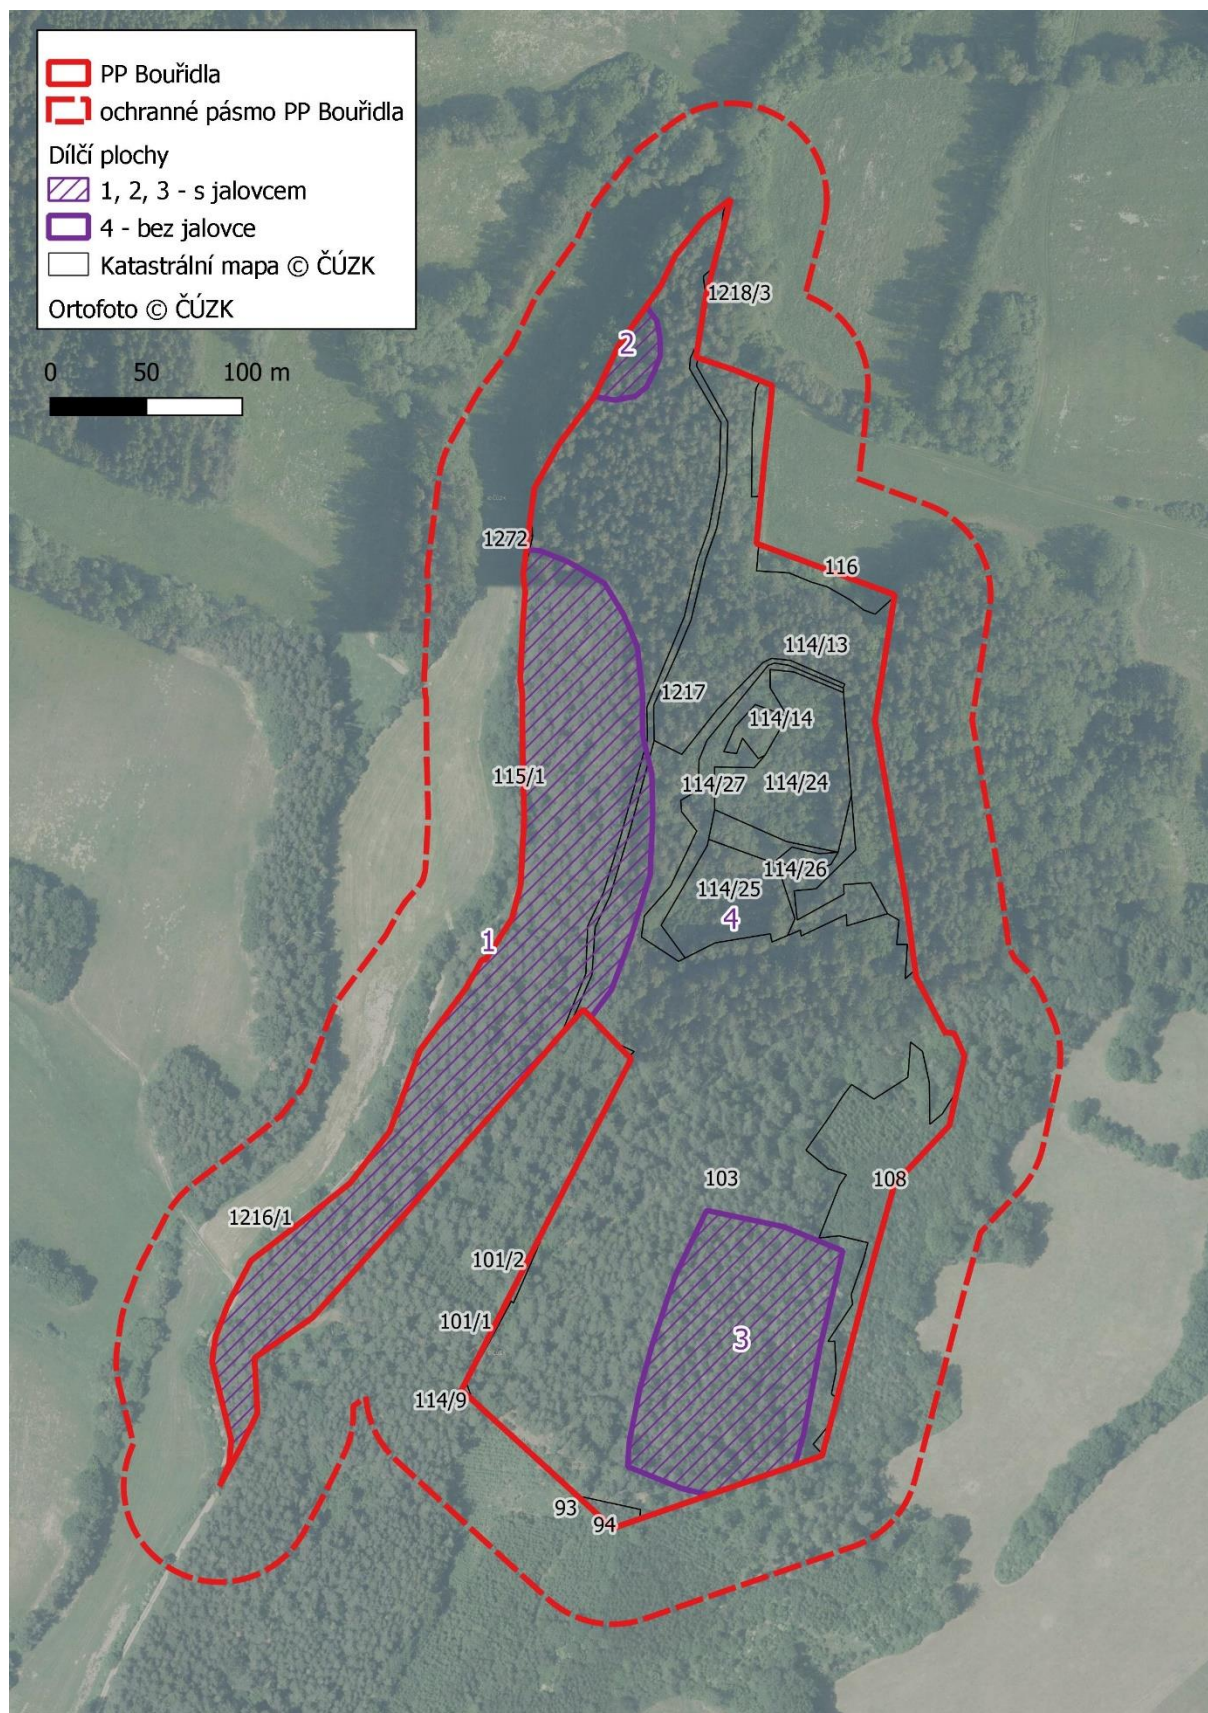 PP Bouřidla
ochranné pásmo PP Bouřidla
Dílčí plochy
1, 2, 3 - s jalovcem
4 - bez jalovce
Katastrální mapa © ČÚZK
Ortofoto © ČÚZK
0 50 100 m
1218/3
2
1272
116
114/13
1217
114/14
115/1
114/27
114/24
114/26
114/25
4
1
103
108
1216/1
101/2
101/1
3
114/9
93
94